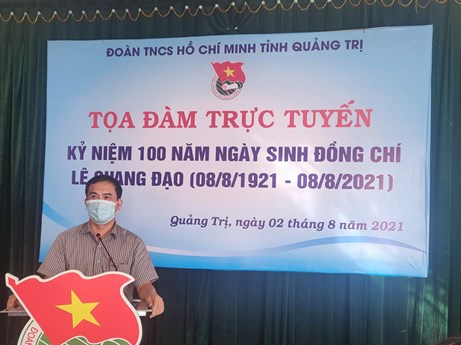 ĐOÀN TNCS HỒ CHÍ MINH TỈNH QUẢNG TRỊ
TỌA ĐÀM TRỰC TUYẾN
KỶ NIỆM 100 NĂM NGÀY SINH ĐỒNG CHÍ
LÊ QUANG ĐẠO (08/8/1921 - 08/8/2021)
Quảng Trị, ngày 02 tháng 8 năm 2021
ĐOÀN